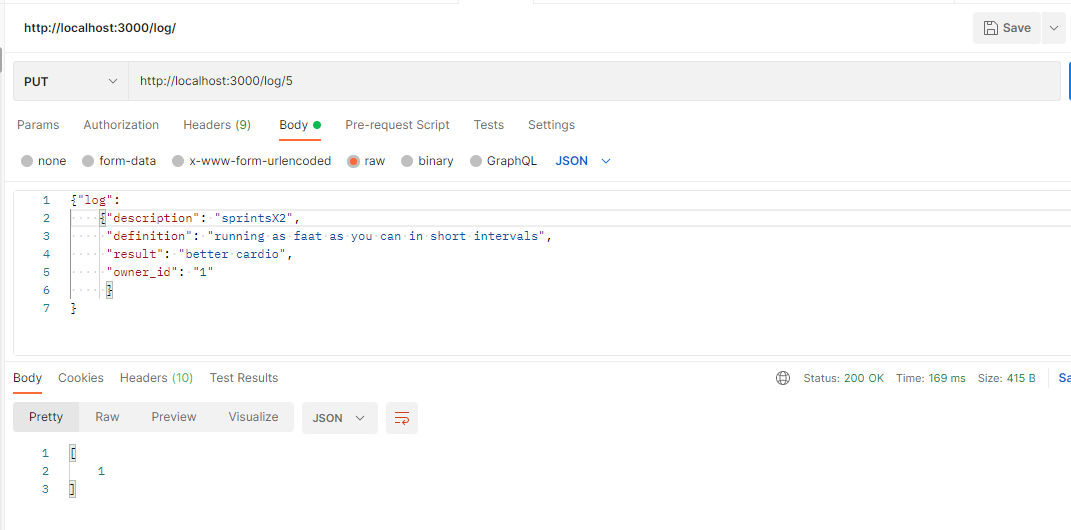 http://localhost:3000/log/ Save
PUT http://localhost:3000/log/5
Params Authorization Headers (9) Body Pre-request Script Tests Settings
none form-data x-www-form-urlencoded raw binary GraphQL JSON
1 {"log":
2 {"description": "sprintsX2",
3 "definition": "running as faat as you can in short intervals",
4 "result": "better cardio",
5 "owner_id": "1"
6 }
7 }
Body Cookies Headers (10) Test Results Status: 200 OK Time: 169 ms Size: 415 B Sa
Pretty Raw Preview Visualize JSON
1 [
2 1
3 ]